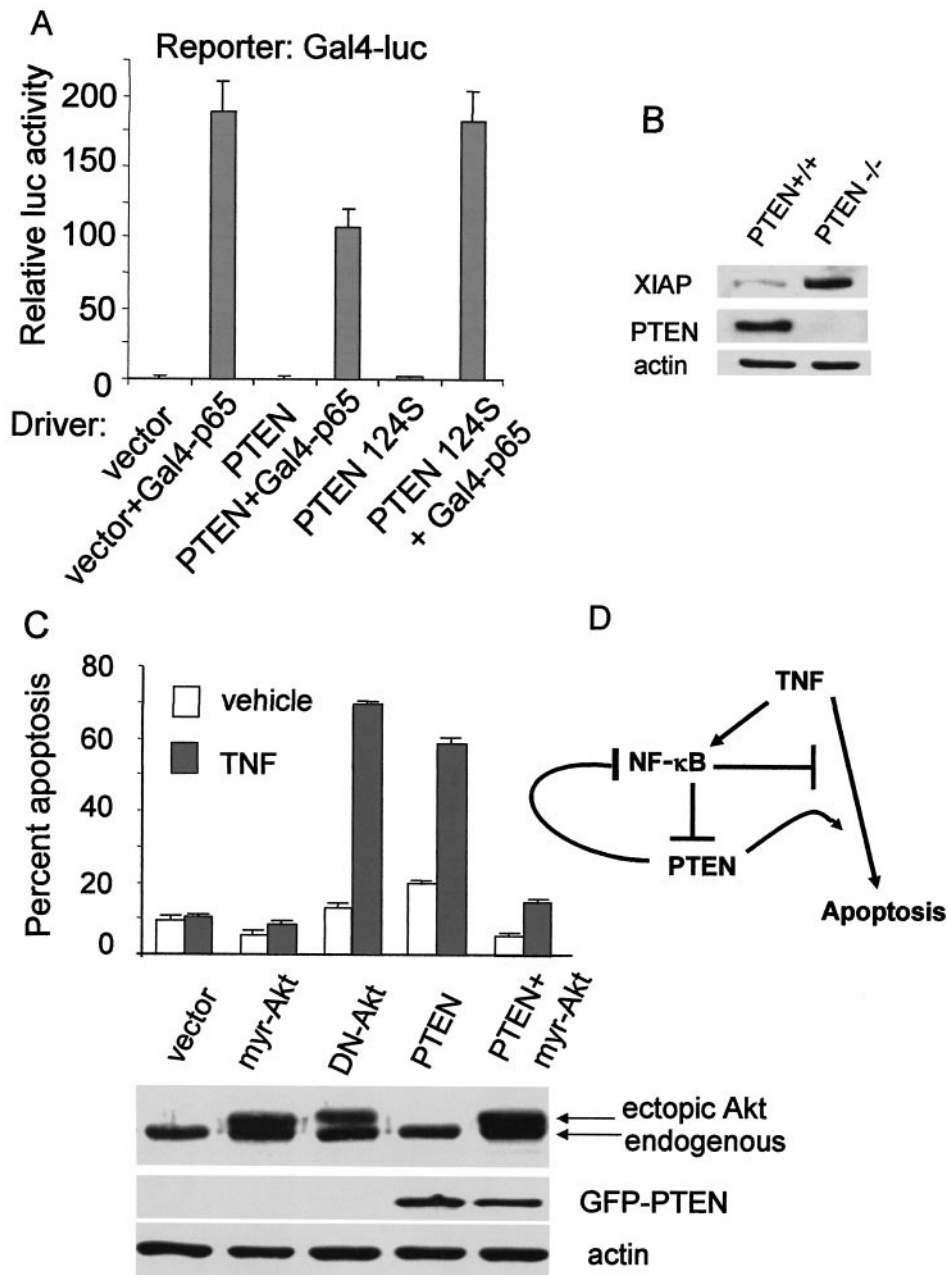 A
Reporter: Gal4-luc
Relative luc activity
200
150
100
50
0
Driver:
vector
vector+Gal4-p65
PTEN
PTEN+Gal4-p65
PTEN 124S
PTEN 124S
+ Gal4-p65
B
PTEN+/+
PTEN -/-
XIAP
PTEN
actin
C
Percent apoptosis
80
60
40
20
0
vehicle
TNF
vector
myr-Akt
DN-Akt
PTEN
PTEN+
myr-Akt
ectopic Akt
endogenous
GFP-PTEN
actin
D
TNF
NF-κB
PTEN
Apoptosis